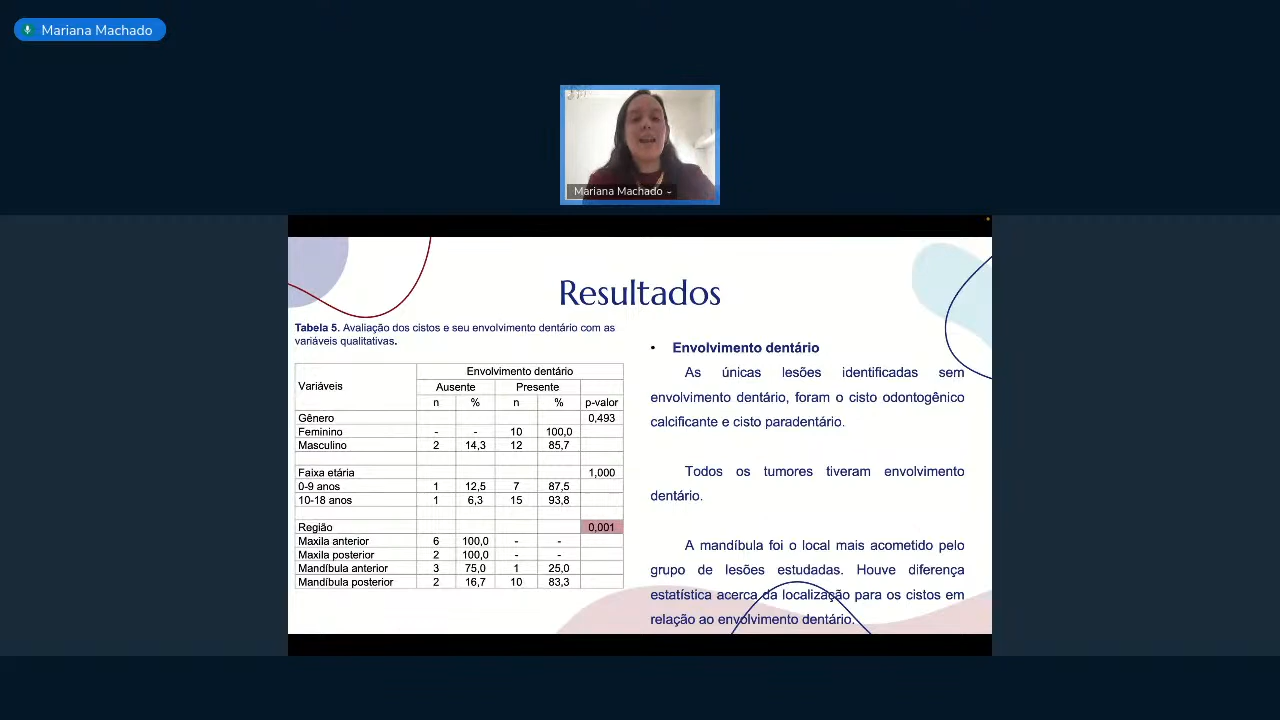 Mariana Machado
Mariana Machado
Resultados
Tabela 5. Avaliação dos cistos e seu envolvimento dentário com as
variáveis qualitativas.
Variáveis
Envolvimento dentário
Ausente Presente
n % n % p-valor
Gênero 0,493
Feminino - - 10 100,0
Masculino 2 14,3 12 85,7
Faixa etária 1,000
0-9 anos 1 12,5 7 87,5
10-18 anos 1 6,3 15 93,8
Região 0,001
Maxila anterior 6 100,0 - -
Maxila posterior 2 100,0 - -
Mandíbula anterior 3 75,0 1 25,0
Mandíbula posterior 2 16,7 10 83,3
• Envolvimento dentário
As únicas lesões identificadas sem
envolvimento dentário, foram o cisto odontogênico
calcificante e cisto paradentário.
Todos os tumores tiveram envolvimento
dentário.
A mandíbula foi o local mais acometido pelo
grupo de lesões estudadas. Houve diferença
estatística acerca da localização para os cistos em
relação ao envolvimento dentário.